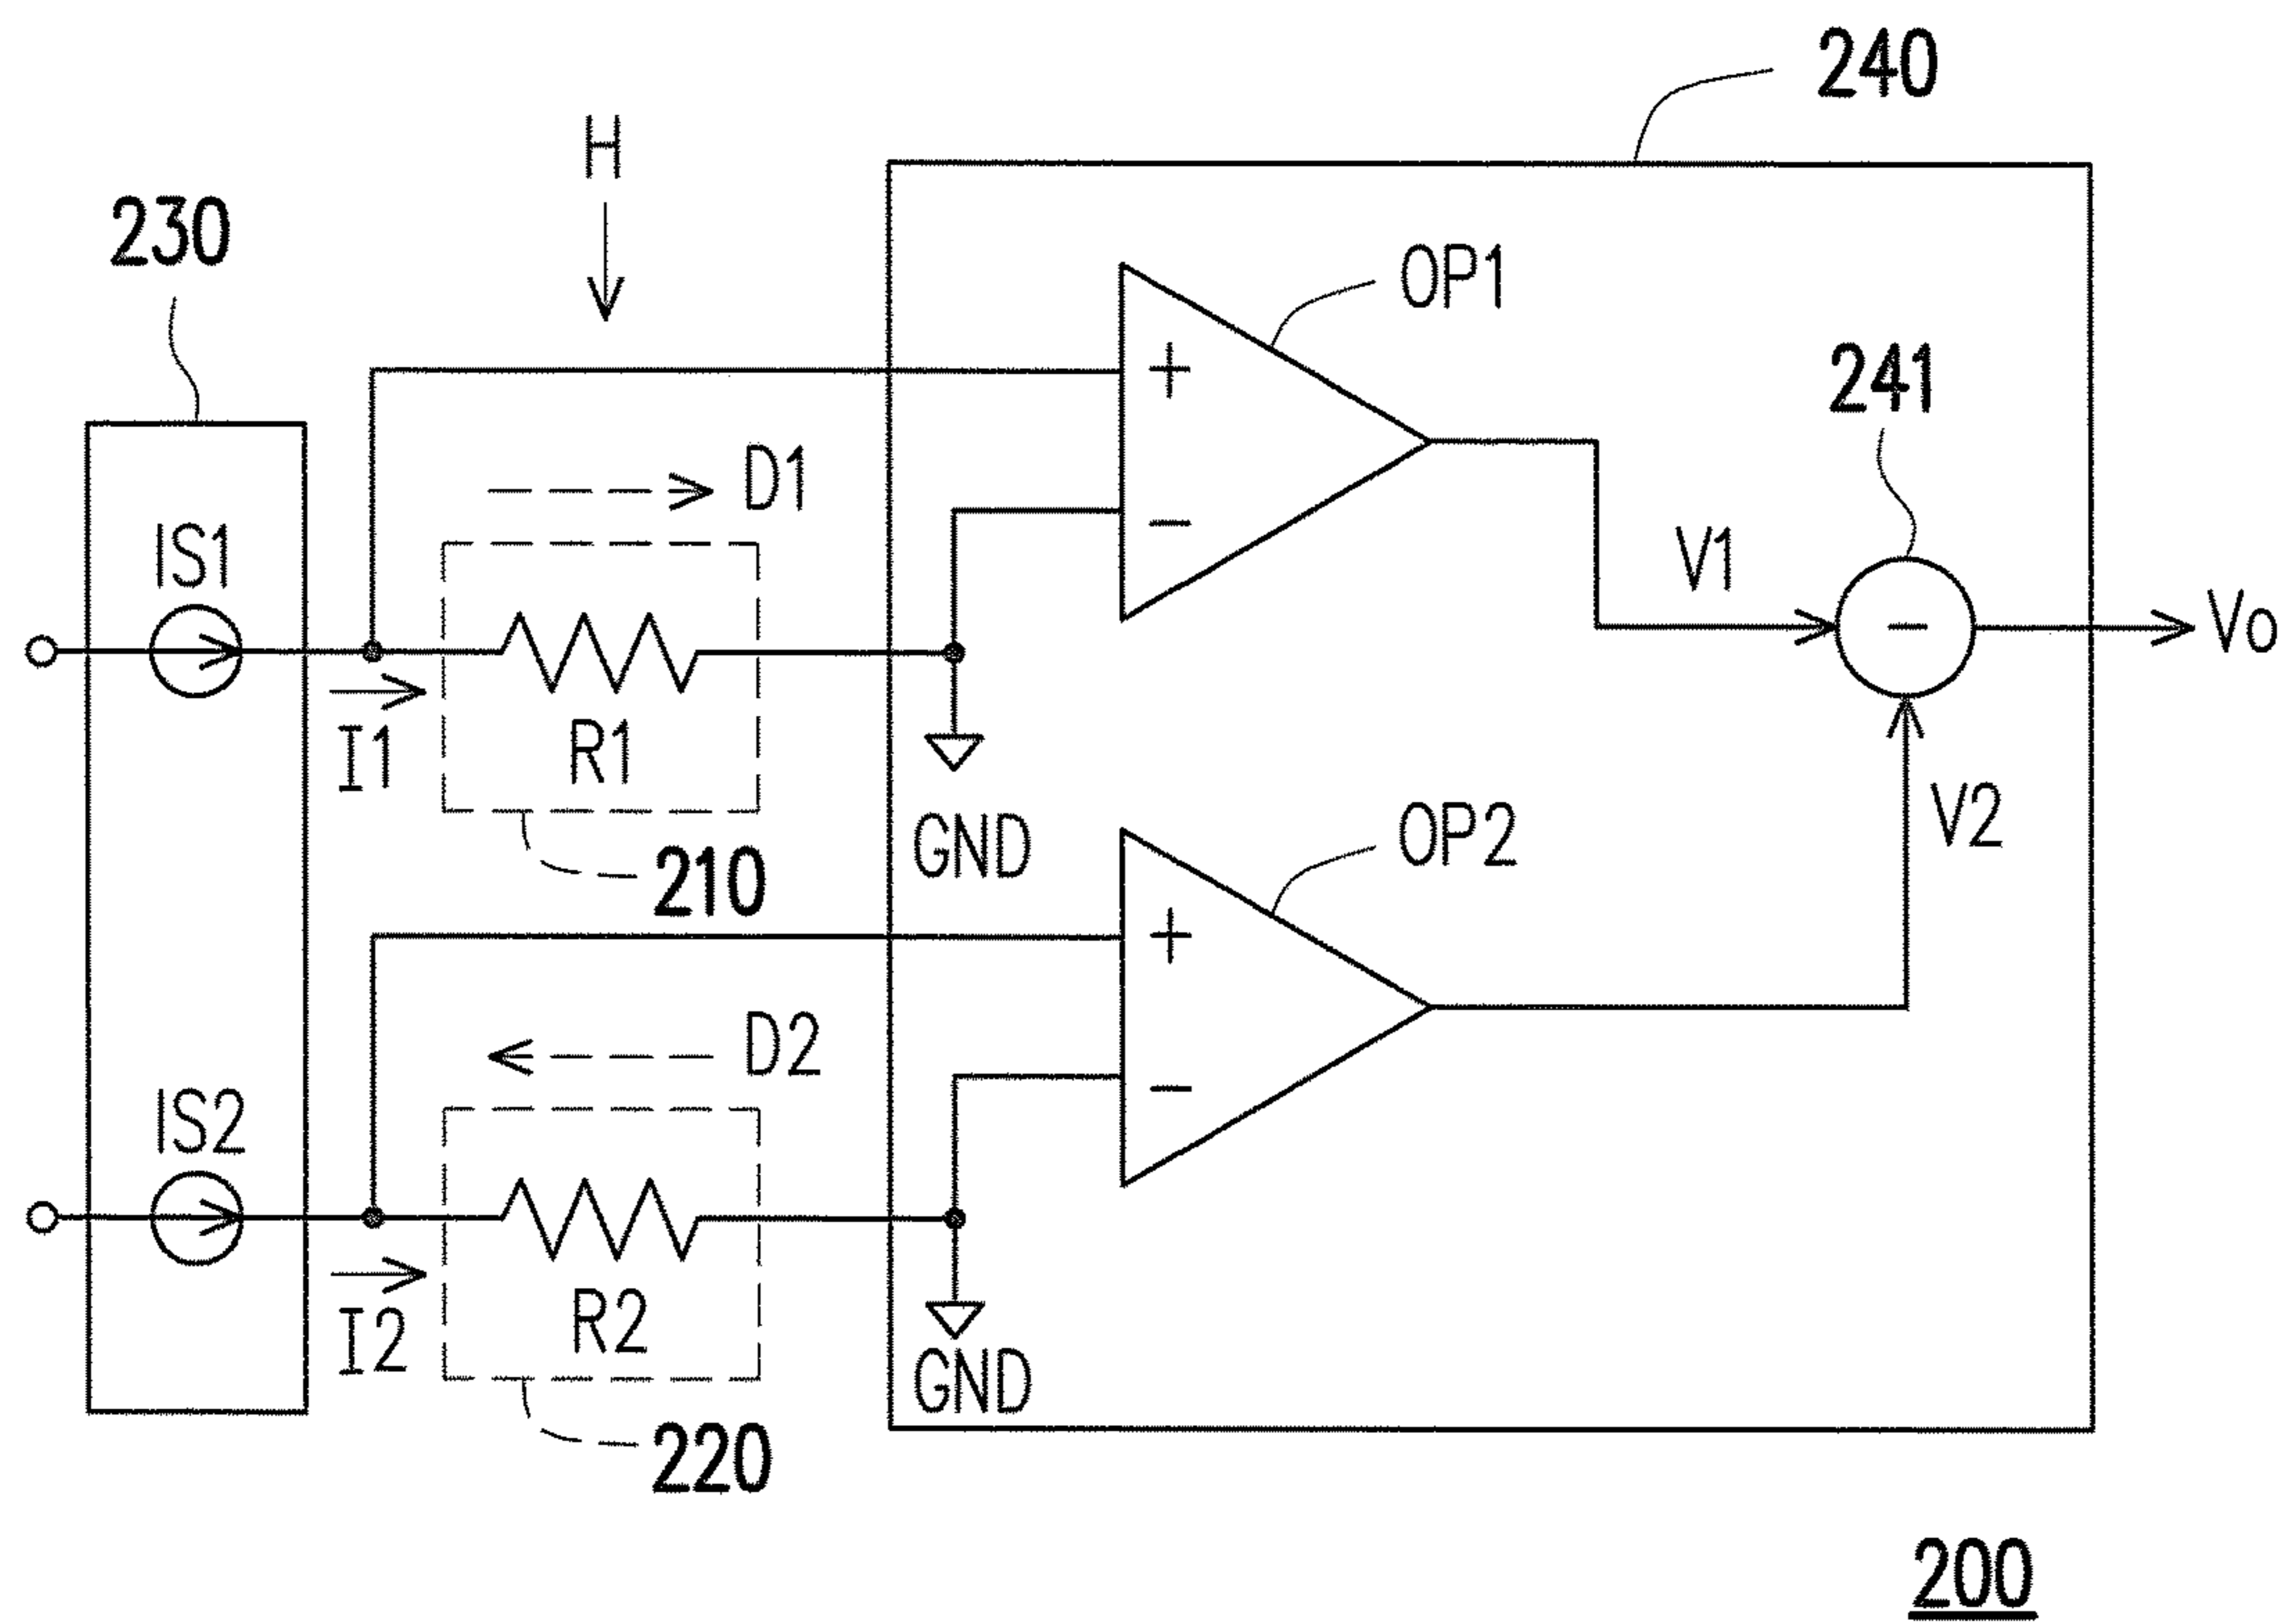 240
H
230
OP1
+
241
D1
IS1
−
V1
−
Vo
I1
R1
GND
210
OP2
V2
+
D2
IS2
−
I2
R2
GND
220
200